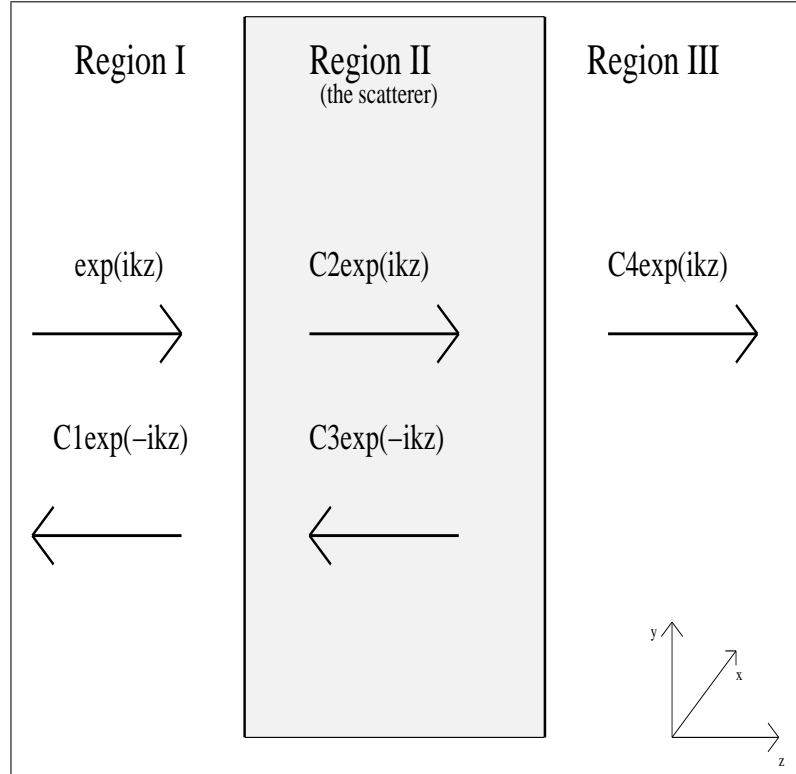 Region I
Region II
(the scatterer)
Region III
exp(ikz)
C2exp(ikz)
C4exp(ikz)
C1exp(−ikz)
C3exp(−ikz)
y
x
z